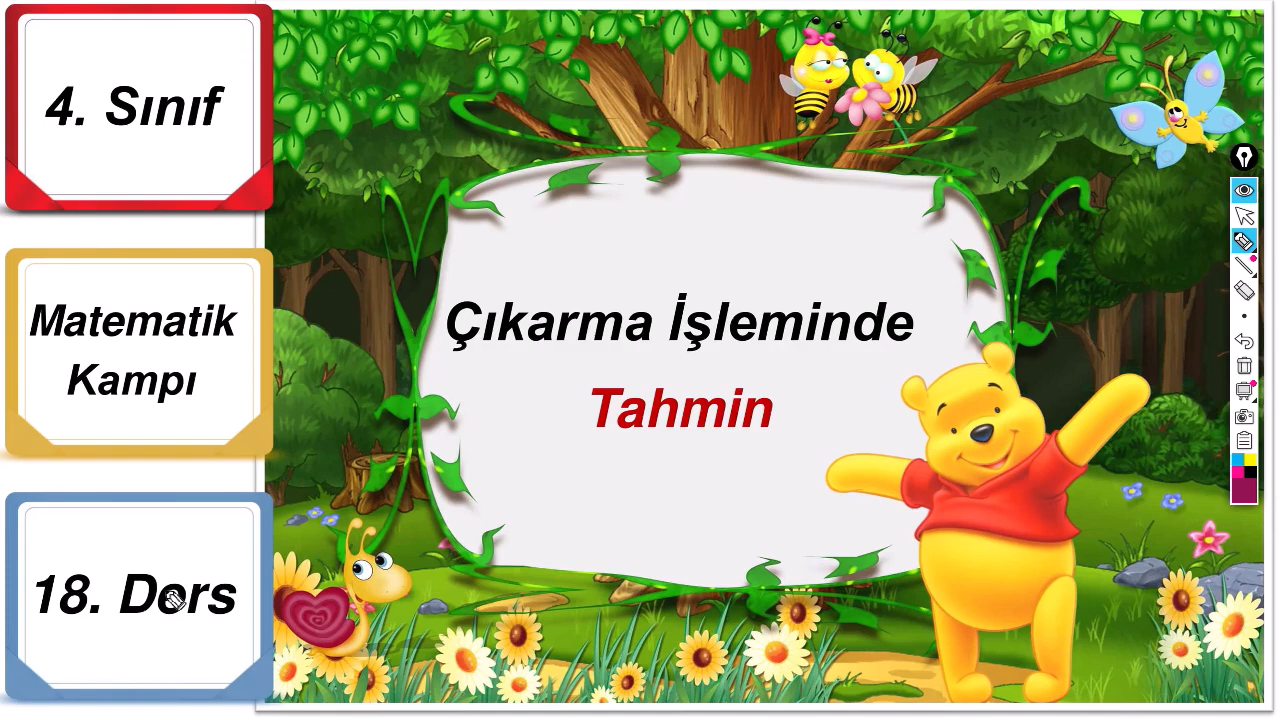 4. Sınıf
Matematik
Kampı
18. Ders
Çıkarma İşleminde
Tahmin